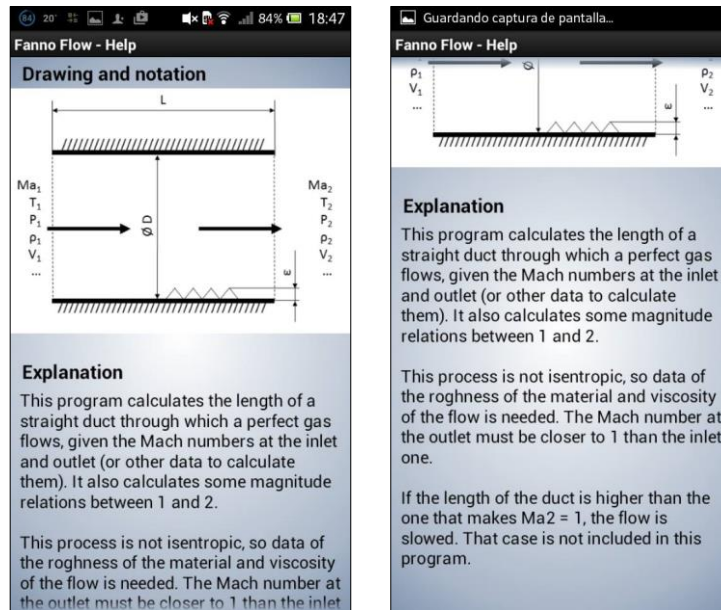 84 20° 84% 18:47
Fanno Flow - Help
Drawing and notation
L
Ma₁
T₁
P₁
ρ₁
V₁
...
Ø D
ε
Ma₂
T₂
P₂
ρ₂
V₂
...
Explanation
This program calculates the length of a
straight duct through which a perfect gas
flows, given the Mach numbers at the inlet
and outlet (or other data to calculate
them). It also calculates some magnitude
relations between 1 and 2.
This process is not isentropic, so data of
the roghness of the material and viscosity
of the flow is needed. The Mach number at
the outlet must be closer to 1 than the inlet
Guardando captura de pantalla...
Fanno Flow - Help
ρ₁
V₁
...
Ø
ε
ρ₂
V₂
...
Explanation
This program calculates the length of a
straight duct through which a perfect gas
flows, given the Mach numbers at the inlet
and outlet (or other data to calculate
them). It also calculates some magnitude
relations between 1 and 2.
This process is not isentropic, so data of
the roghness of the material and viscosity
of the flow is needed. The Mach number at
the outlet must be closer to 1 than the inlet
one.
If the length of the duct is higher than the
one that makes Ma2 = 1, the flow is
slowed. That case is not included in this
program.